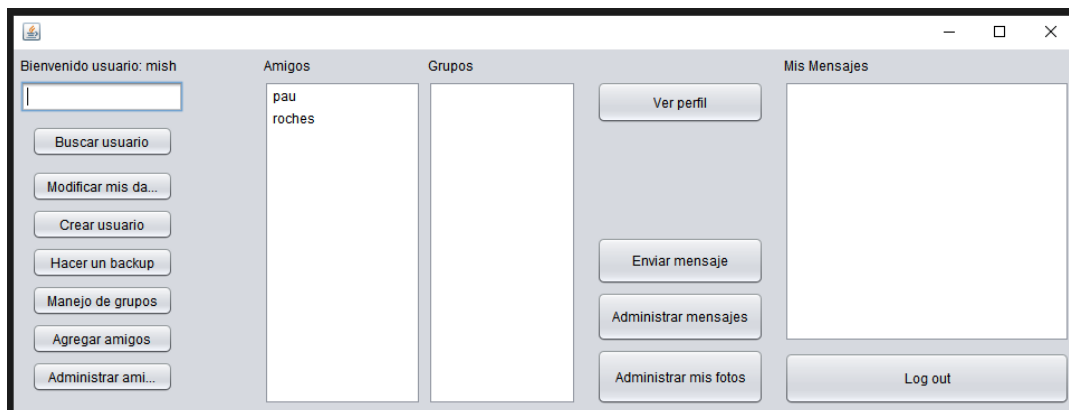 Bienvenido usuario: mish
Buscar usuario
Modificar mis da...
Crear usuario
Hacer un backup
Manejo de grupos
Agregar amigos
Administrar ami...
Amigos
pau
roches
Grupos
Ver perfil
Enviar mensaje
Administrar mensajes
Administrar mis fotos
Mis Mensajes
Log out